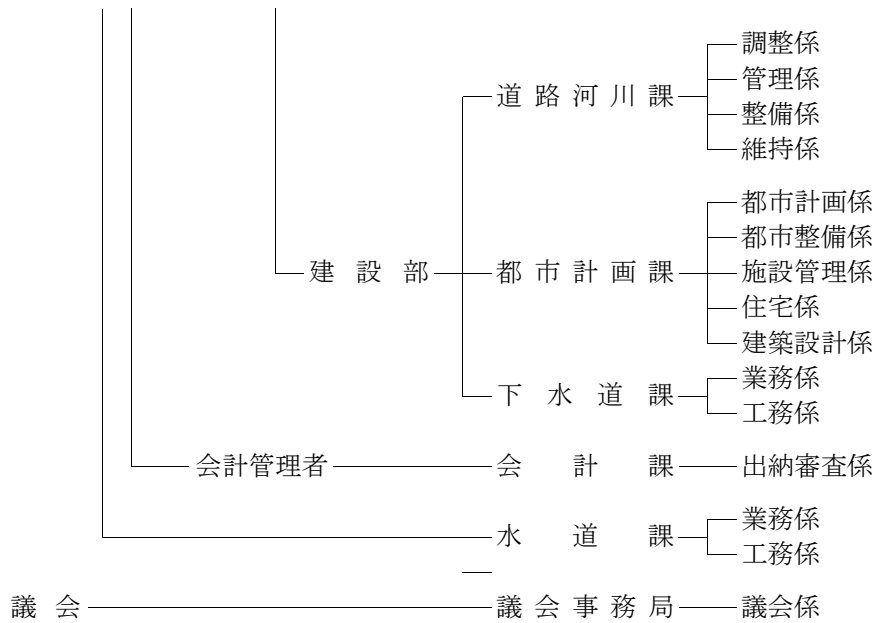 道路河川課
調整係
管理係
整備係
維持係
建設部
都市計画課
都市計画係
都市整備係
施設管理係
住宅係
建築設計係
下水道課
業務係
工務係
会計管理者
会計課
出納審査係
水道課
業務係
工務係
議会
議会事務局
議会係